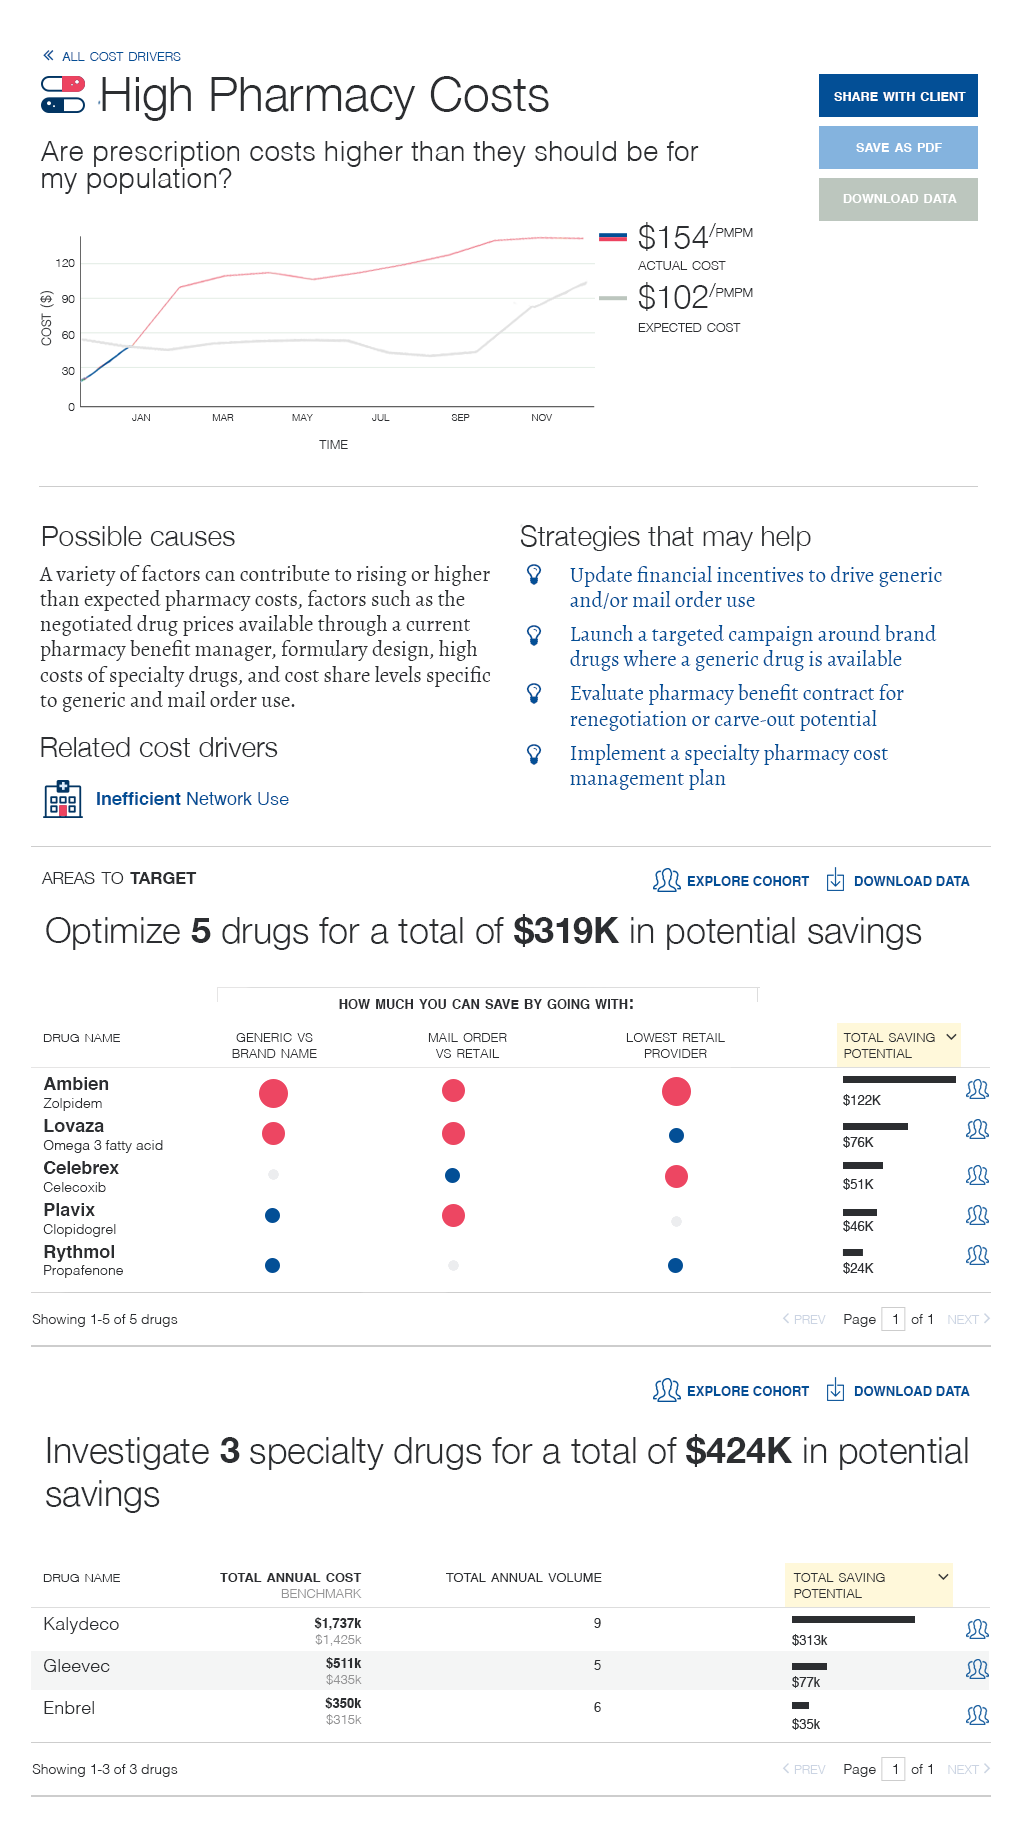 ALL COST DRIVERS
High Pharmacy Costs
Are prescription costs higher than they should be for
my population?
SHARE WITH CLIENT
SAVE AS PDF
DOWNLOAD DATA
COST ($)
120
90
60
30
0
JAN MAR MAY JUL SEP NOV
TIME
$154/PMPM
ACTUAL COST
$102/PMPM
EXPECTED COST
Possible causes
A variety of factors can contribute to rising or higher
than expected pharmacy costs, factors such as the
negotiated drug prices available through a current
pharmacy benefit manager, formulary design, high
costs of specialty drugs, and cost share levels specific
to generic and mail order use.
Related cost drivers
Inefficient Network Use
Strategies that may help
Update financial incentives to drive generic
and/or mail order use
Launch a targeted campaign around brand
drugs where a generic drug is available
Evaluate pharmacy benefit contract for
renegotiation or carve-out potential
Implement a specialty pharmacy cost
management plan
AREAS TO TARGET
EXPLORE COHORT DOWNLOAD DATA
Optimize 5 drugs for a total of $319K in potential savings
HOW MUCH YOU CAN SAVE BY GOING WITH:
DRUG NAME
GENERIC VS
BRAND NAME
MAIL ORDER
VS RETAIL
LOWEST RETAIL
PROVIDER
TOTAL SAVING
POTENTIAL
Ambien
Zolpidem
$122K
Lovaza
Omega 3 fatty acid
$76K
Celebrex
Celecoxib
$51K
Plavix
Clopidogrel
$46K
Rythmol
Propafenone
$24K
Showing 1-5 of 5 drugs
PREV Page 1 of 1 NEXT
EXPLORE COHORT DOWNLOAD DATA
Investigate 3 specialty drugs for a total of $424K in potential
savings
DRUG NAME
TOTAL ANNUAL COST
BENCHMARK
TOTAL ANNUAL VOLUME
TOTAL SAVING
POTENTIAL
Kalydeco
$1,737k
$1,425k
9
$313k
Gleevec
$511k
$435k
5
$77k
Enbrel
$350k
$315k
6
$35k
Showing 1-3 of 3 drugs
PREV Page 1 of 1 NEXT